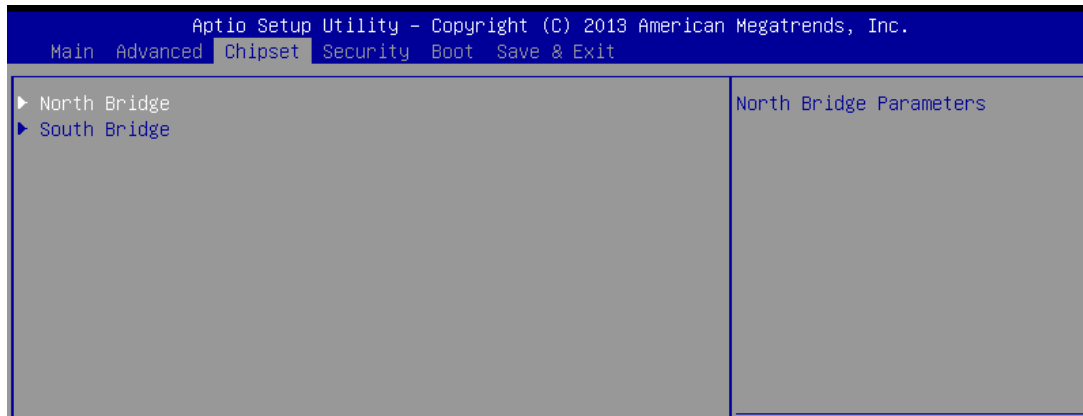 Aptio Setup Utility – Copyright (C) 2013 American Megatrends, Inc.
Main Advanced Chipset Security Boot Save & Exit
North Bridge
South Bridge
North Bridge Parameters